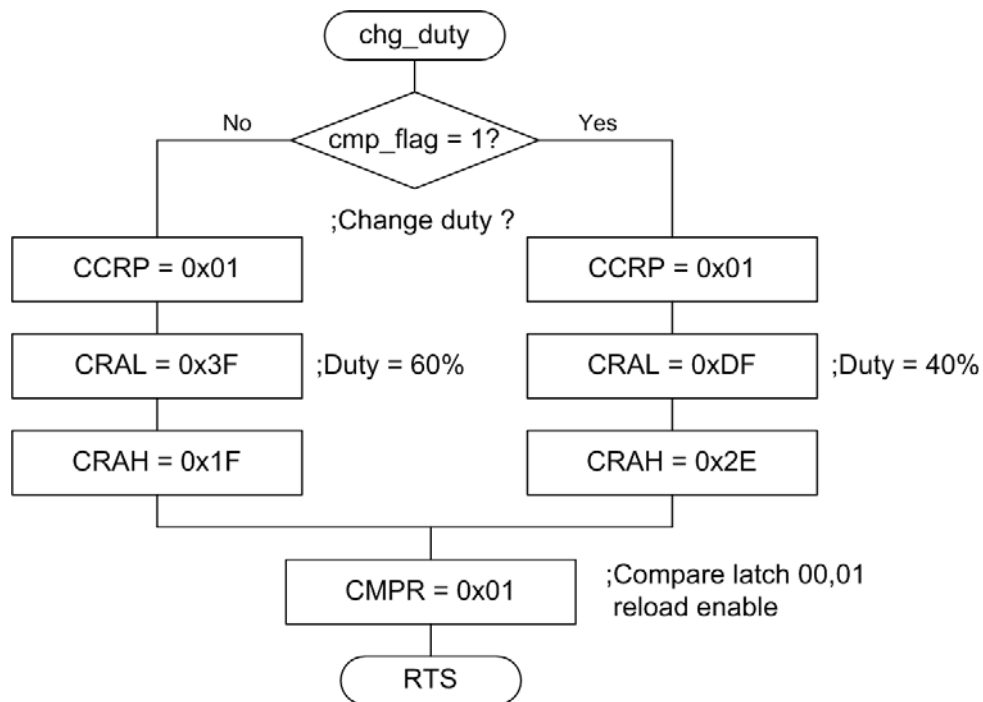 chg_duty
No
cmp_flag = 1?
Yes
;Change duty ?
CCRP = 0x01
CCRP = 0x01
CRAL = 0x3F
;Duty = 60%
CRAL = 0xDF
;Duty = 40%
CRAH = 0x1F
CRAH = 0x2E
CMPR = 0x01
;Compare latch 00,01
reload enable
RTS